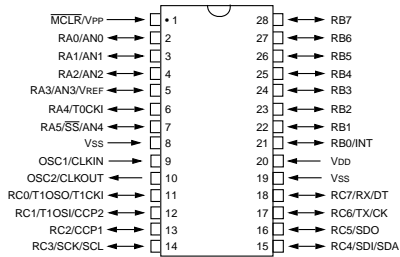 MCLR/VPP • 1 28 RB7
RA0/AN0 2 27 RB6
RA1/AN1 3 26 RB5
RA2/AN2 4 25 RB4
RA3/AN3/VREF 5 24 RB3
RA4/T0CKI 6 23 RB2
RA5/SS/AN4 7 22 RB1
VSS 8 21 RB0/INT
OSC1/CLKIN 9 20 VDD
OSC2/CLKOUT 10 19 VSS
RC0/T1OSO/T1CKI 11 18 RC7/RX/DT
RC1/T1OSI/CCP2 12 17 RC6/TX/CK
RC2/CCP1 13 16 RC5/SDO
RC3/SCK/SCL 14 15 RC4/SDI/SDA